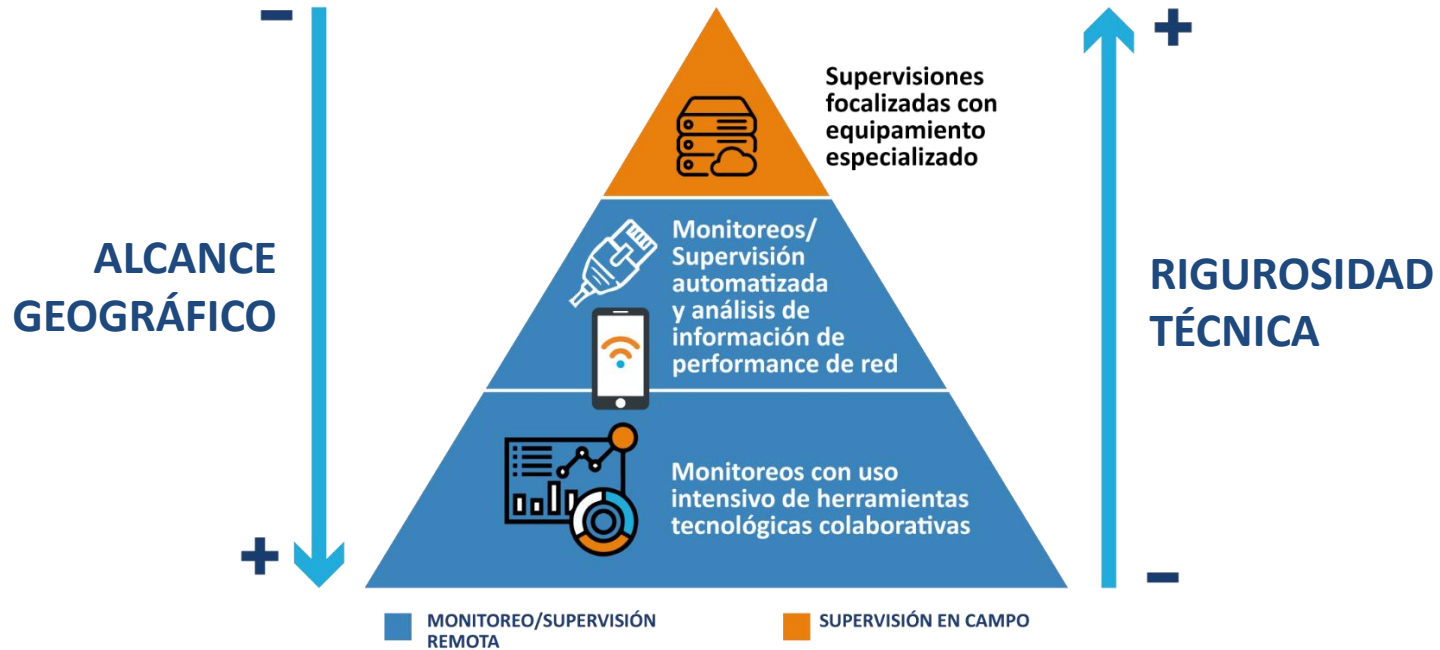 −
+
Supervisiones
focalizadas con
equipamiento
especializado
ALCANCE
GEOGRÁFICO
Monitoreos/
Supervisión
automatizada
y análisis de
información de
performance de red
RIGUROSIDAD
TÉCNICA
Monitoreos con uso
intensivo de herramientas
tecnológicas colaborativas
+
−
MONITOREO/SUPERVISIÓN
REMOTA
SUPERVISIÓN EN CAMPO